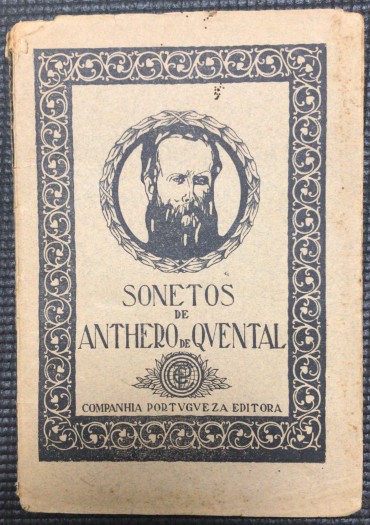 SONETOS
DE
ANTHERO DE QVENTAL
COMPANHIA PORTVGVEZA EDITORA